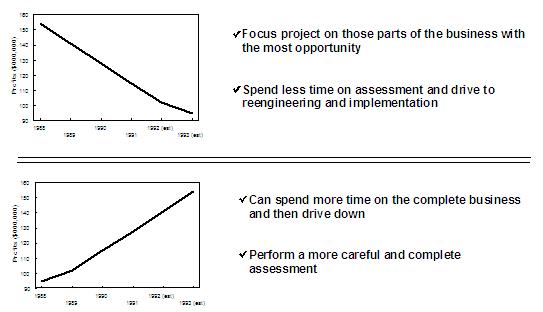 160
150
140
130
120
110
100
90
Profits ($000,000)
1988
1989
1990
1991
1992 (est)
1993 (est)
✓Focus project on those parts of the business with
the most opportunity
✓Spend less time on assessment and drive to
reengineering and implementation
160
150
140
130
120
110
100
90
Profits ($000,000)
1988
1989
1990
1991
1992 (est)
1993 (est)
✓Can spend more time on the complete business
and then drive down
✓Perform a more careful and complete
assessment